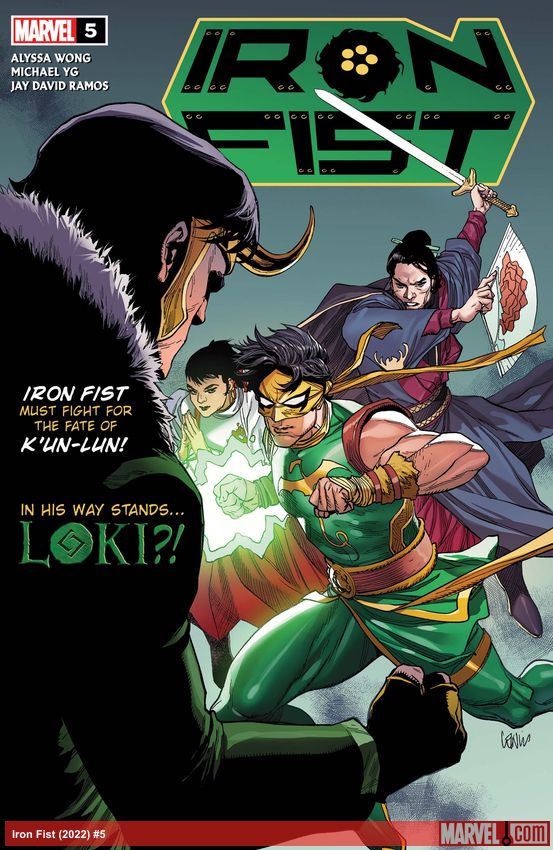 MARVEL 5
ALYSSA WONG
MICHAEL YG
JAY DAVID RAMOS
IRON
FIST
IRON FIST
MUST FIGHT FOR
THE FATE OF
K'UN-LUN!
IN HIS WAY STANDS...
LOKI?!
Iron Fist (2022) #5
MARVEL.com